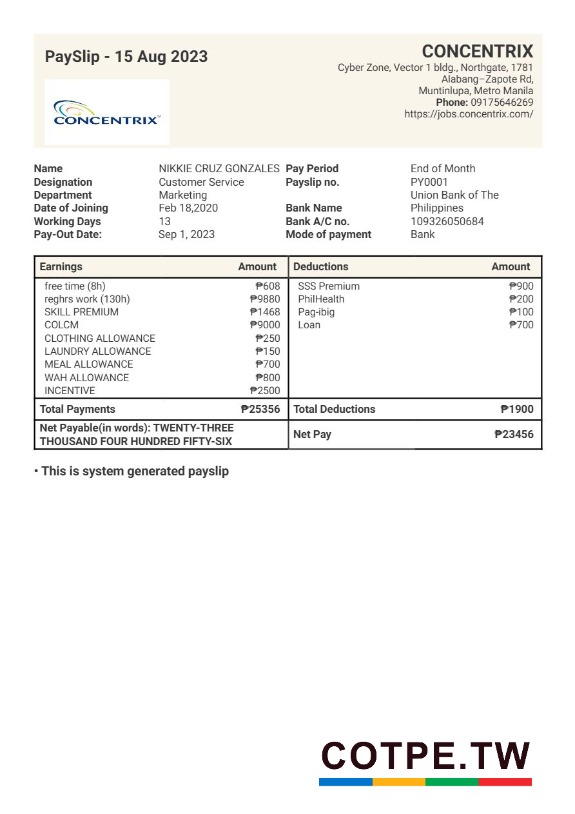 PaySlip - 15 Aug 2023
CONCENTRIX
CONCENTRIX
Cyber Zone, Vector 1 bldg., Northgate, 1781
Alabang–Zapote Rd,
Muntinlupa, Metro Manila
Phone: 09175646269
https://jobs.concentrix.com/
Name NIKKIE CRUZ GONZALES Pay Period End of Month
Designation Customer Service Payslip no. PY0001
Department Marketing Union Bank of The
Date of Joining Feb 18,2020 Bank Name Philippines
Working Days 13 Bank A/C no. 109326050684
Pay-Out Date: Sep 1, 2023 Mode of payment Bank
Earnings Amount Deductions Amount
free time (8h) ₱608 SSS Premium ₱900
reghrs work (130h) ₱9880 PhilHealth ₱200
SKILL PREMIUM ₱1468 Pag-ibig ₱100
COLCM ₱9000 Loan ₱700
CLOTHING ALLOWANCE ₱250
LAUNDRY ALLOWANCE ₱150
MEAL ALLOWANCE ₱700
WAH ALLOWANCE ₱800
INCENTIVE ₱2500
Total Payments ₱25356 Total Deductions ₱1900
Net Payable(in words): TWENTY-THREE
THOUSAND FOUR HUNDRED FIFTY-SIX
Net Pay ₱23456
• This is system generated payslip
COTPE.TW